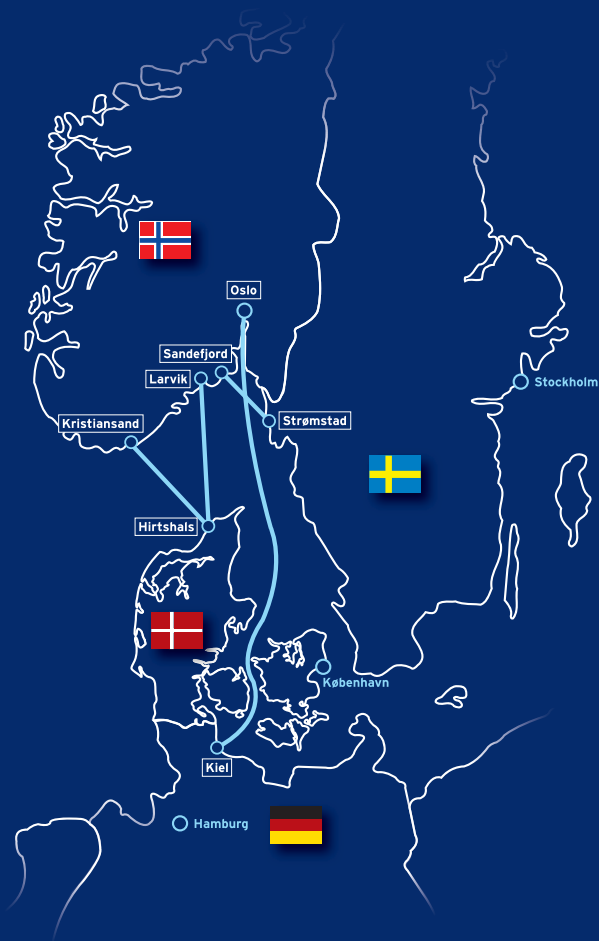 Oslo
Sandefjord
Larvik
Stockholm
Kristiansand
Strømstad
Hirtshals
København
Kiel
Hamburg